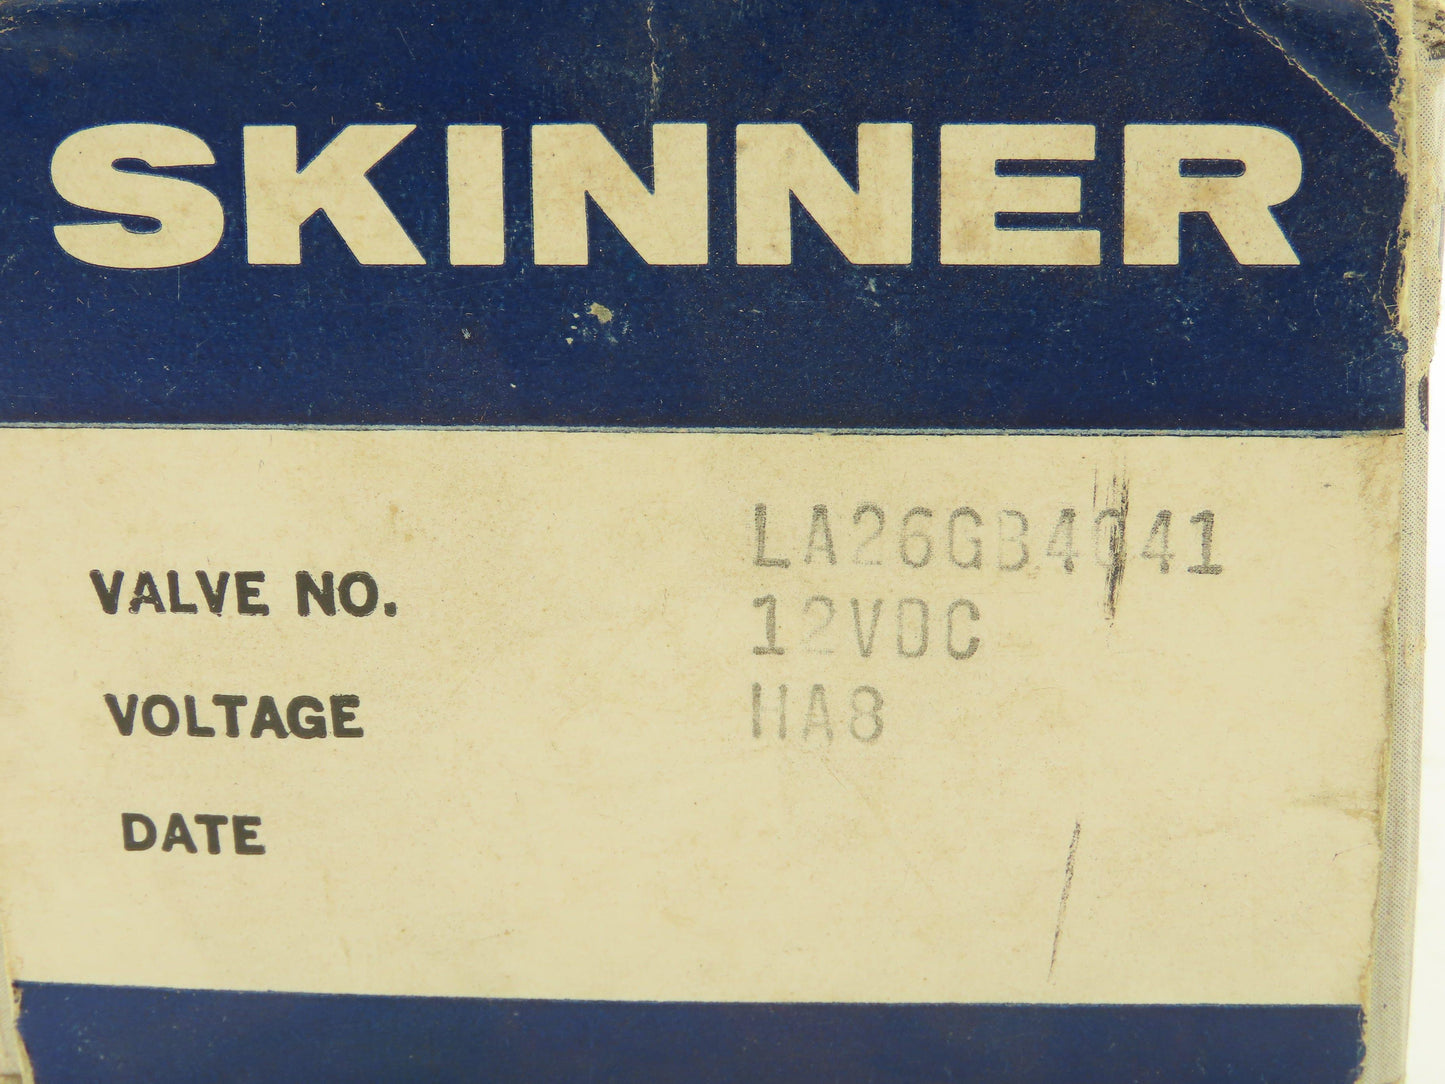 SKINNER
LA26GB4041
VALVE NO.
12VDC
VOLTAGE
HA8
DATE